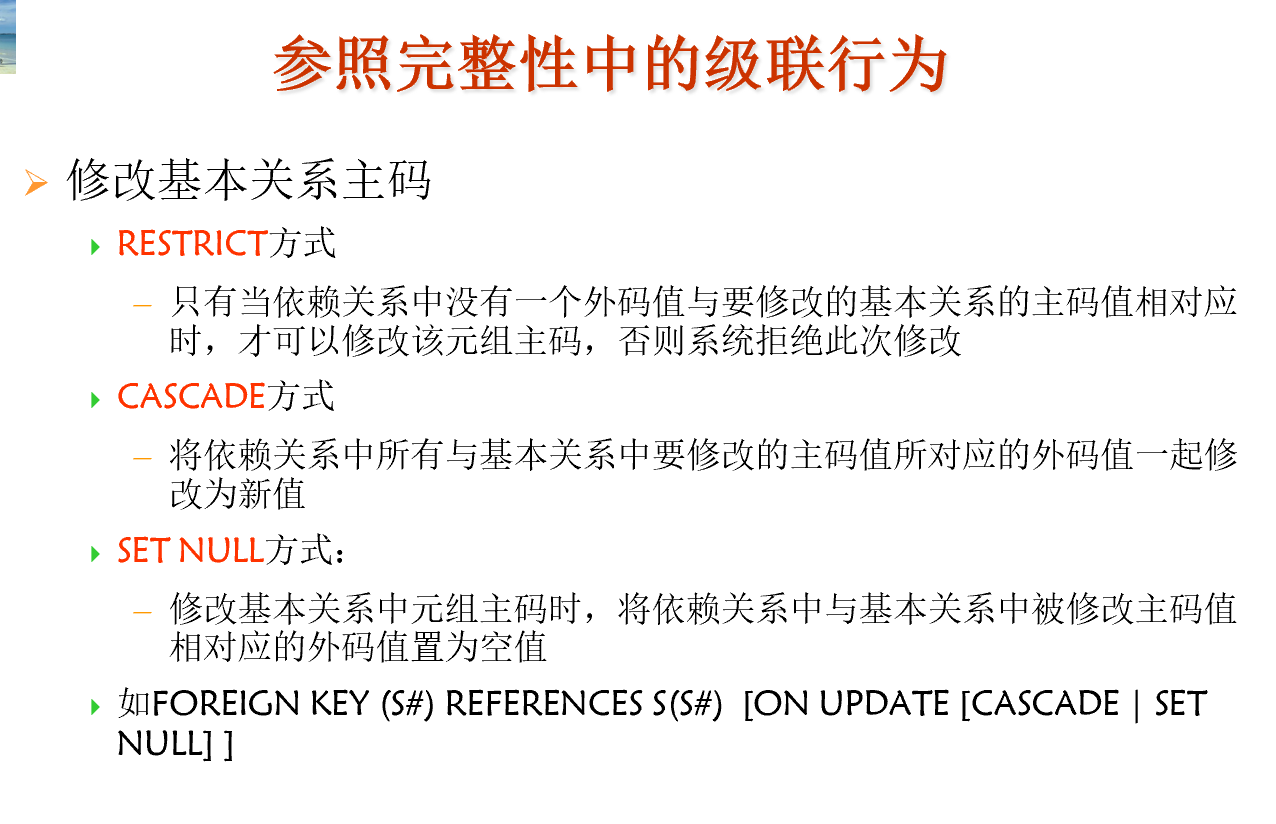 参照完整性中的级联行为
修改基本关系主码
RESTRICT方式
– 只有当依赖关系中没有一个外码值与要修改的基本关系的主码值相对应
时，才可以修改该元组主码，否则系统拒绝此次修改
CASCADE方式
– 将依赖关系中所有与基本关系中要修改的主码值所对应的外码值一起修
改为新值
SET NULL方式：
– 修改基本关系中元组主码时，将依赖关系中与基本关系中被修改主码值
相对应的外码值置为空值
如FOREIGN KEY (S#) REFERENCES S(S#) [ON UPDATE [CASCADE | SET
NULL] ]